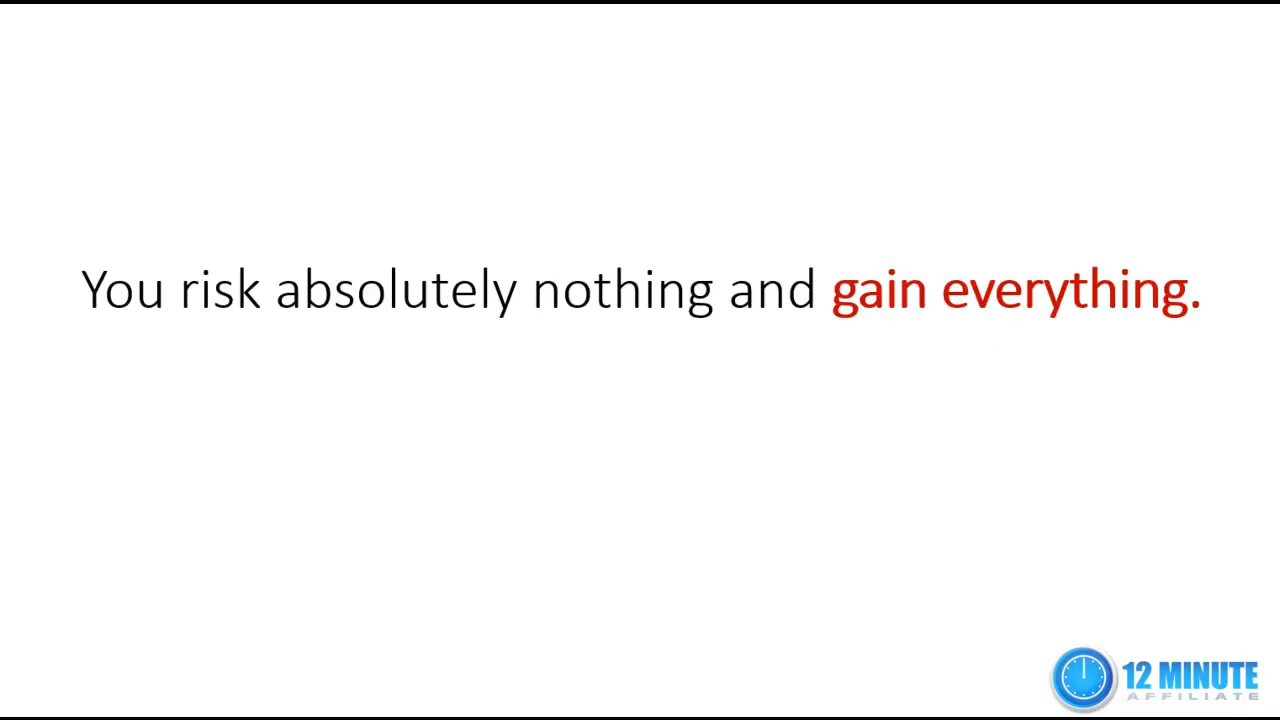 You risk absolutely nothing and gain everything.
12 MINUTE
AFFILIATE